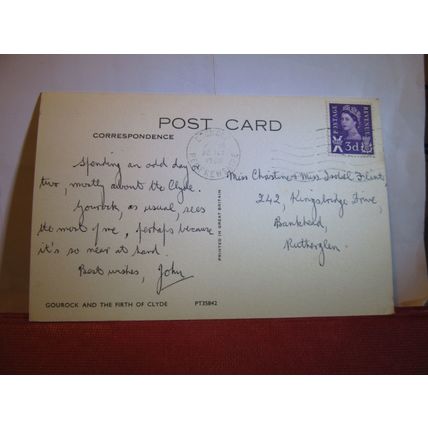 POST CARD
CORRESPONDENCE
Spending an odd day or
two, mostly about the Clyde.
Gourock, as usual, sees
the most of me, perhaps because
it's so near at hand.
Best wishes, John
GOUROCK AND THE FIRTH OF CLYDE
PT35842
PRINTED IN GREAT BRITAIN
POSTAGE
REVENUE
3d
Miss Christine & Miss Isobel Flint,
242, Kingsbridge Drive,
Bankhead,
Rutherglen.